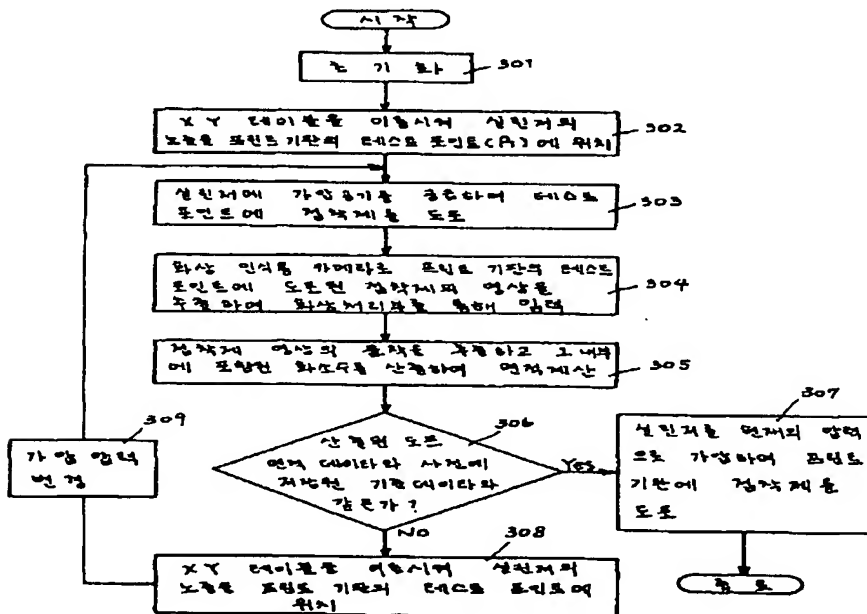 시 작
초 기 화
301
X Y 테이블을 이동시켜 실린저의
노즐을 프린트기판의 테스트 포인트(P₁)에 위치
302
실린저에 가압공기를 공급하여 테스트
포인트에 접착제를 도포
303
화상 인식용 카메라로 프린트 기판의 테스트
포인트에 도포된 접착제의 영상을
추출하여 화상처리부를 통해 입력
304
접착제 영상의 윤곽을 추출하고 그 내부
에 포함된 화소수를 산출하여 면적계산
305
306
산출된 도포
면적 데이타와 사전에
저장된 기판데이타와
같은가?
Yes
307
실린저를 현재의 압력
으로 가압하여 프린트
기판에 접착제를
도포
종 료
NO
308
X Y 테이블을 이동시켜 실린저의
노즐을 프린트 기판의 테스트 포인트에
위치
309
가압 압력
변경